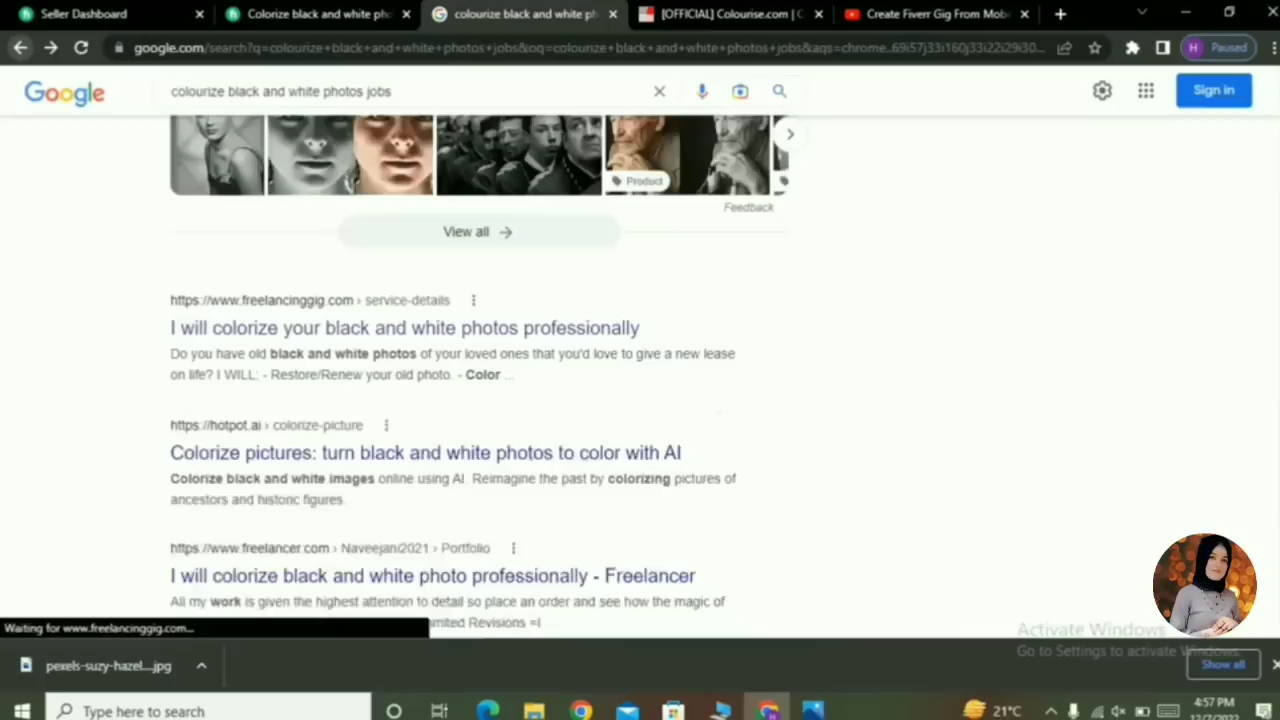 Seller Dashboard
Colorize black and white pho
colourize black and white ph
[OFFICIAL] Colourise.com | C
Create Fiverr Gig From Mob
google.com/search?q=colourize+black+and+white+photos+jobs&oq=colourize+black+and+white+photos+jobs&aqs=chrome..69i57j33i160j33i22i29i30...
H Paused
Google
colourize black and white photos jobs
Sign in
Product
Feedback
View all
https://www.freelancinggig.com › service-details
I will colorize your black and white photos professionally
Do you have old black and white photos of your loved ones that you'd love to give a new lease
on life? I WILL: - Restore/Renew your old photo. - Color ...
https://hotpot.ai › colorize-picture
Colorize pictures: turn black and white photos to color with AI
Colorize black and white images online using AI. Reimagine the past by colorizing pictures of
ancestors and historic figures.
https://www.freelancer.com › Naveejani2021 › Portfolio
I will colorize black and white photo professionally - Freelancer
All my work is given the highest attention to detail so place an order and see how the magic of
mited Revisions =l
Waiting for www.freelancinggig.com...
Activate Windows
Go to Settings to activate Windows.
pexels-suzy-hazel....jpg
Show all
Type here to search
21°C
4:57 PM